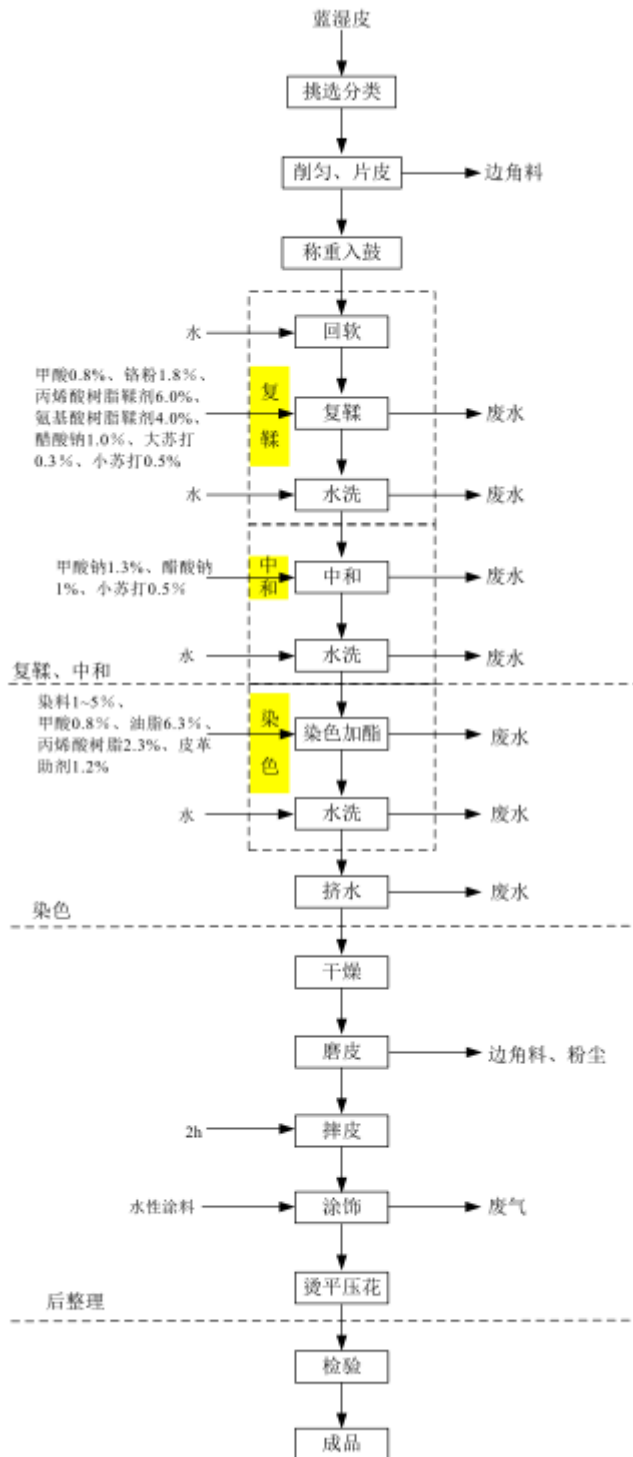 蓝湿皮
挑选分类
削匀、片皮
边角料
称重入鼓
水
回软
甲酸0.8%、铬粉1.8%、
丙烯酸树脂鞣剂6.0%、
氨基酸树脂鞣剂4.0%、
醋酸钠1.0%、大苏打
0.3%、小苏打0.5%
复
鞣
复鞣
废水
水
水洗
废水
甲酸钠1.3%、醋酸钠
1%、小苏打0.5%
中
和
中和
废水
水
水洗
废水
复鞣、中和
染料1~5%、
甲酸0.8%、油脂6.3%、
丙烯酸树脂2.3%、皮革
助剂1.2%
染
色
染色加酯
废水
水
水洗
废水
挤水
废水
染色
干燥
磨皮
边角料、粉尘
2h
摔皮
水性涂料
涂饰
废气
烫平压花
后整理
检验
成品